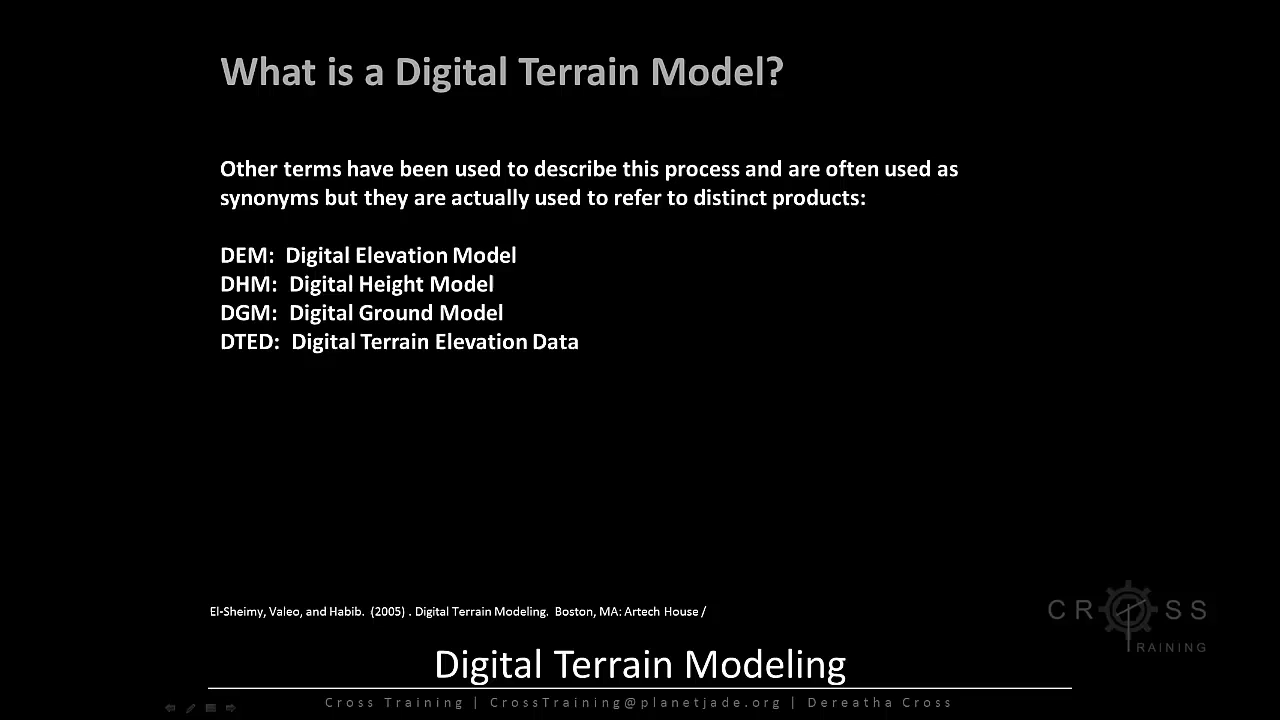 What is a Digital Terrain Model?
Other terms have been used to describe this process and are often used as
synonyms but they are actually used to refer to distinct products:
DEM: Digital Elevation Model
DHM: Digital Height Model
DGM: Digital Ground Model
DTED: Digital Terrain Elevation Data
El-Sheimy, Valeo, and Habib. (2005) . Digital Terrain Modeling. Boston, MA: Artech House /
CROSS
TRAINING
Digital Terrain Modeling
Cross Training | CrossTraining@planetjade.org | Dereatha Cross